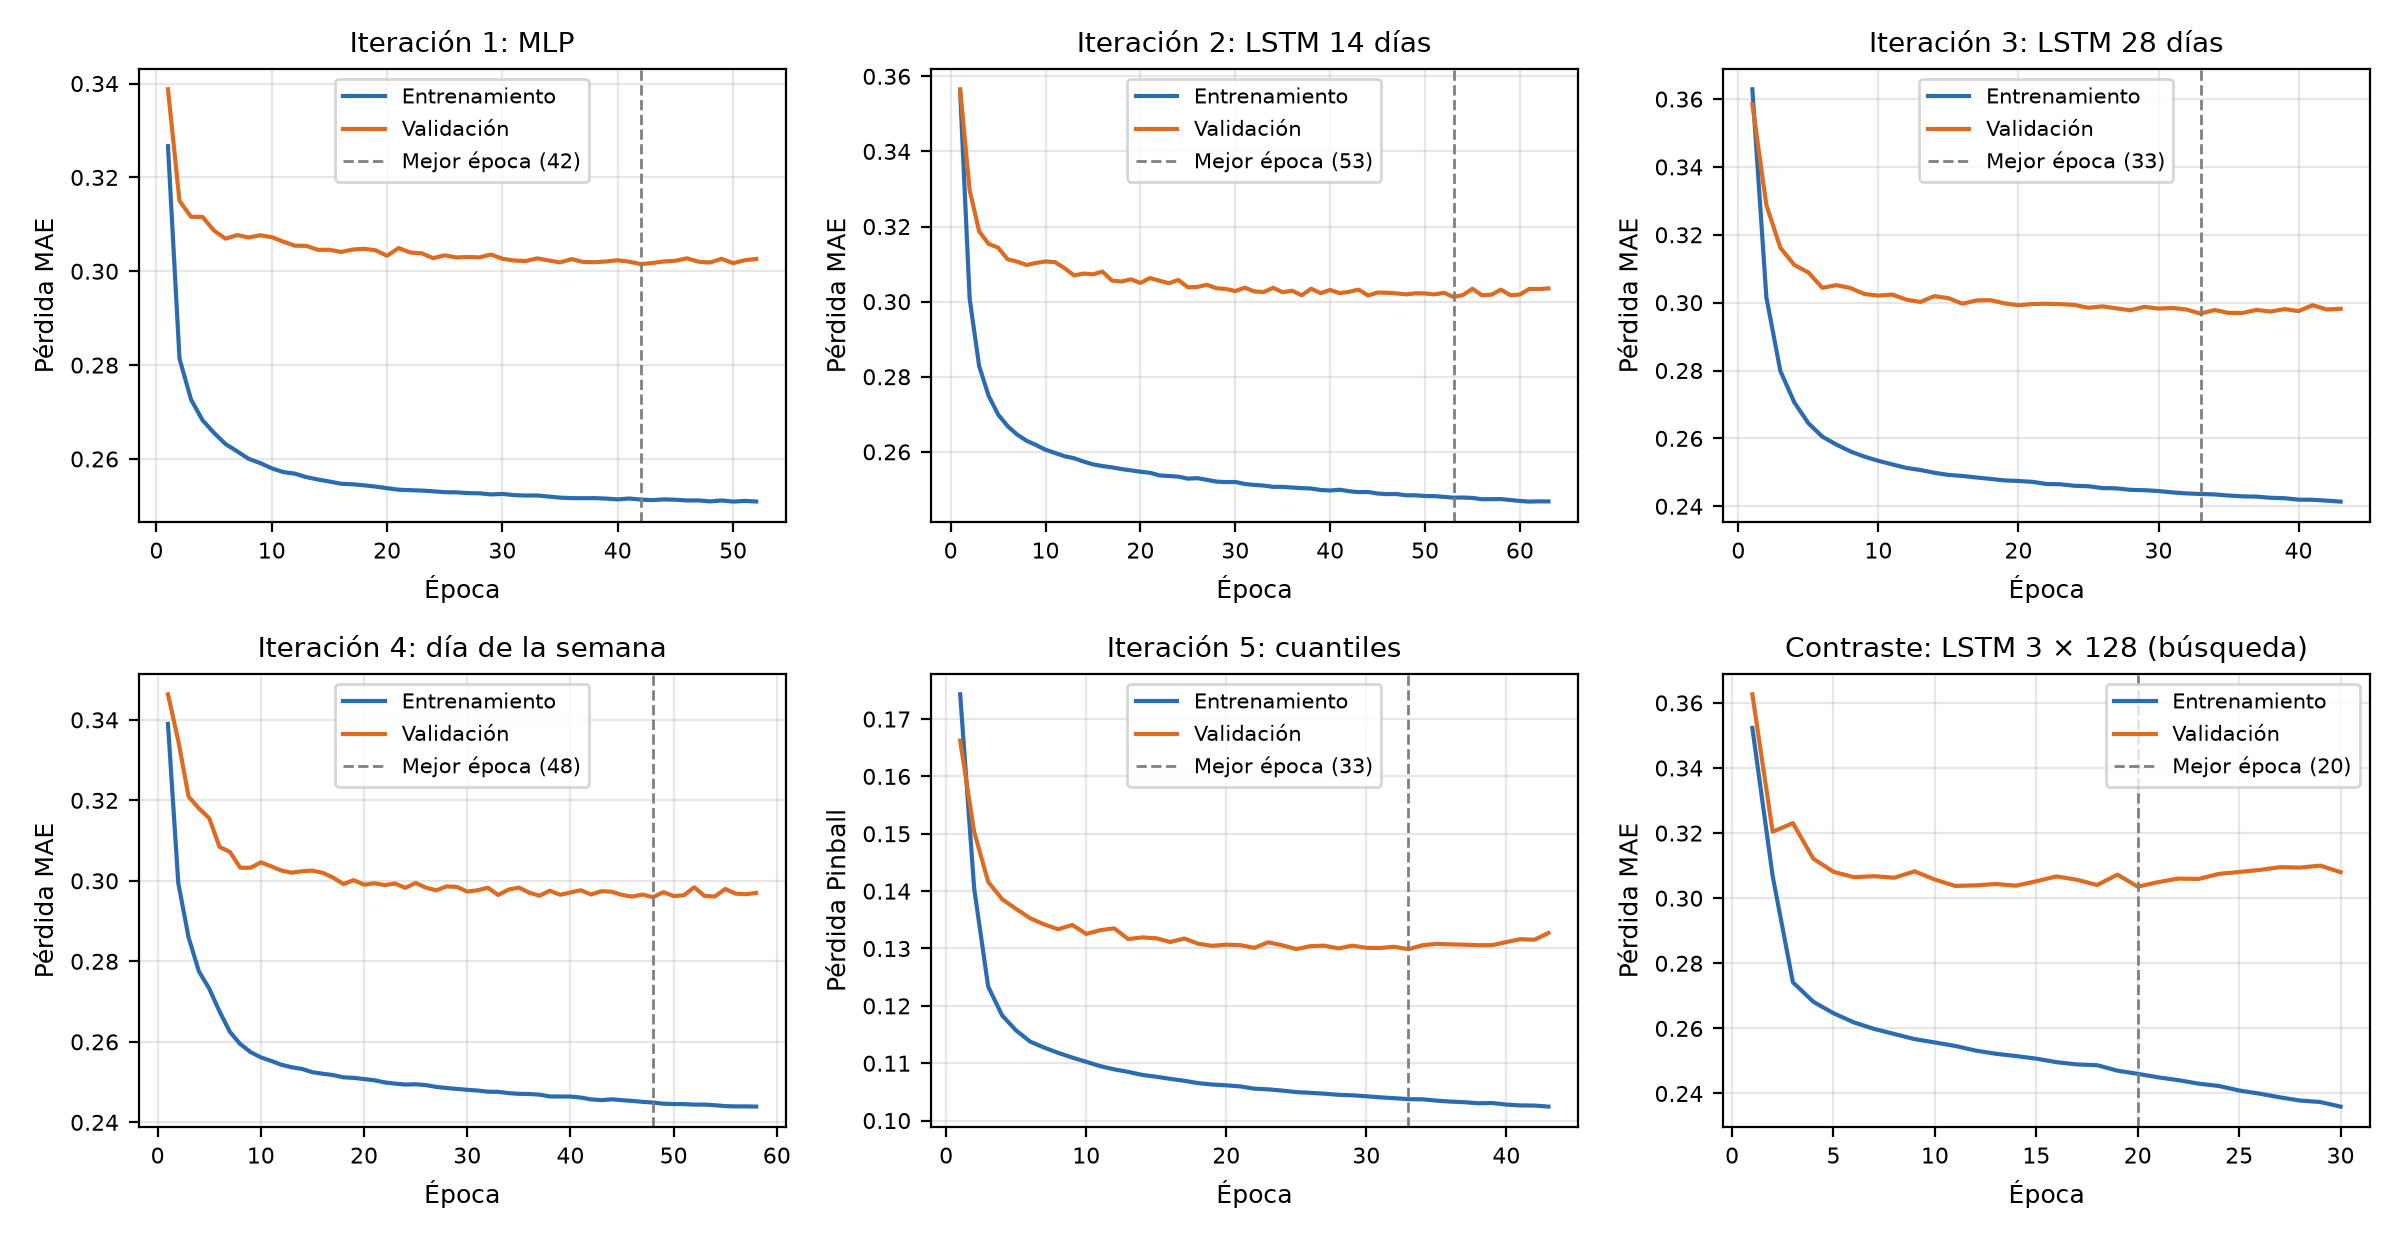 Iteración 1: MLP
Pérdida MAE
0.34
0.32
0.30
0.28
0.26
Entrenamiento
Validación
Mejor época (42)
0 10 20 30 40 50
Época
Iteración 2: LSTM 14 días
Pérdida MAE
0.36
0.34
0.32
0.30
0.28
0.26
Entrenamiento
Validación
Mejor época (53)
0 10 20 30 40 50 60
Época
Iteración 3: LSTM 28 días
Pérdida MAE
0.36
0.34
0.32
0.30
0.28
0.26
0.24
Entrenamiento
Validación
Mejor época (33)
0 10 20 30 40
Época
Iteración 4: día de la semana
Pérdida MAE
0.34
0.32
0.30
0.28
0.26
0.24
Entrenamiento
Validación
Mejor época (48)
0 10 20 30 40 50 60
Época
Iteración 5: cuantiles
Pérdida Pinball
0.17
0.16
0.15
0.14
0.13
0.12
0.11
0.10
Entrenamiento
Validación
Mejor época (33)
0 10 20 30 40
Época
Contraste: LSTM 3 × 128 (búsqueda)
Pérdida MAE
0.36
0.34
0.32
0.30
0.28
0.26
0.24
Entrenamiento
Validación
Mejor época (20)
0 5 10 15 20 25 30
Época